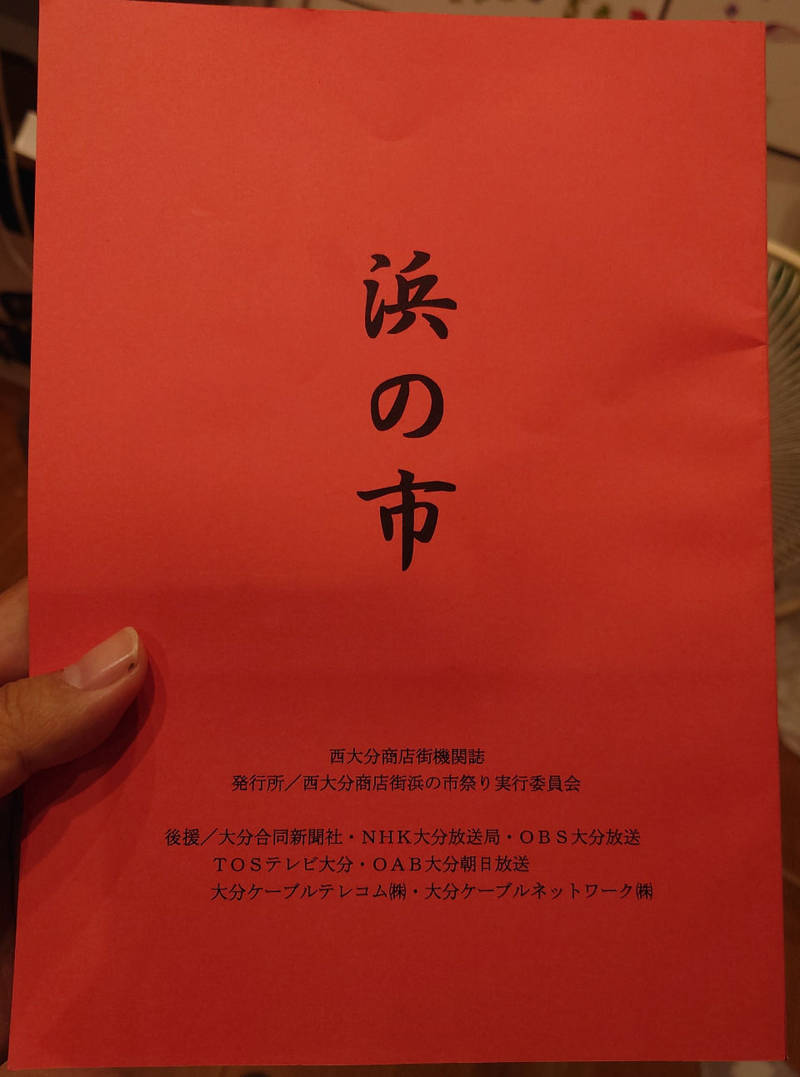 浜の市
西大分商店街機関誌
発行所／西大分商店街浜の市祭り実行委員会
後援／大分合同新聞社・ＮＨＫ大分放送局・ＯＢＳ大分放送
ＴＯＳテレビ大分・ＯＡＢ大分朝日放送
大分ケーブルテレコム㈱・大分ケーブルネットワーク㈱